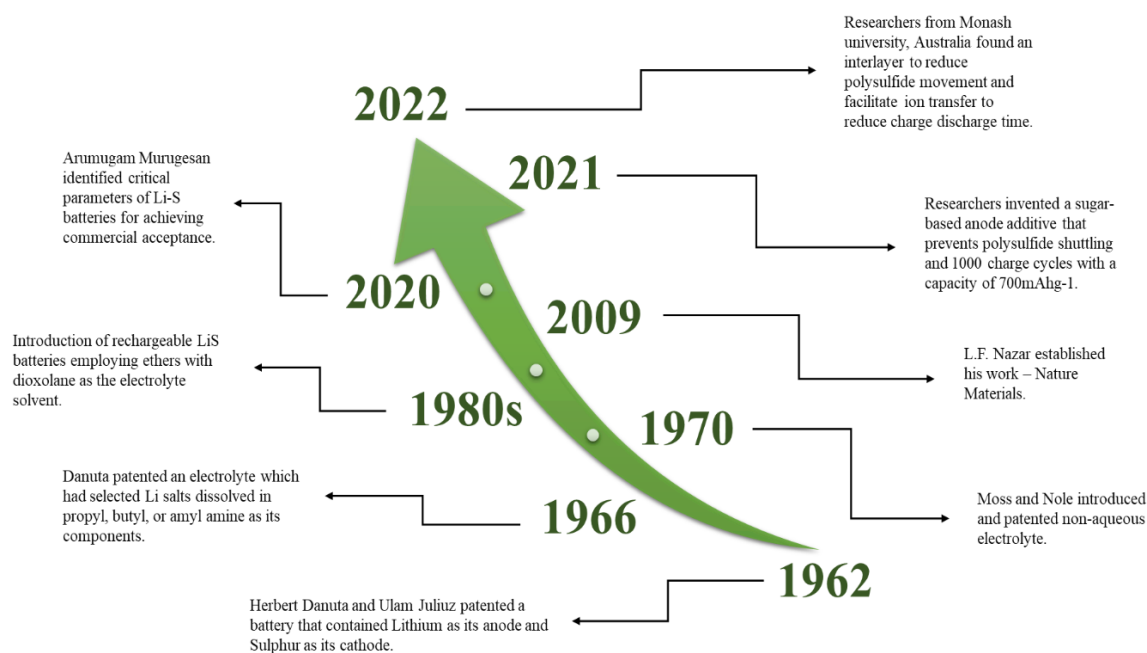 Researchers from Monash
university, Australia found an
interlayer to reduce
polysulfide movement and
facilitate ion transfer to
reduce charge discharge time.
2022
Arumugam Murugesan
identified critical
parameters of Li-S
batteries for achieving
commercial acceptance.
2021
Researchers invented a sugar-
based anode additive that
prevents polysulfide shuttling
and 1000 charge cycles with a
capacity of 700mAhg-1.
2020
2009
Introduction of rechargeable LiS
batteries employing ethers with
dioxolane as the electrolyte
solvent.
L.F. Nazar established
his work – Nature
Materials.
1980s
1970
Danuta patented an electrolyte which
had selected Li salts dissolved in
propyl, butyl, or amyl amine as its
components.
1966
Moss and Nole introduced
and patented non-aqueous
electrolyte.
1962
Herbert Danuta and Ulam Juliuz patented a
battery that contained Lithium as its anode and
Sulphur as its cathode.